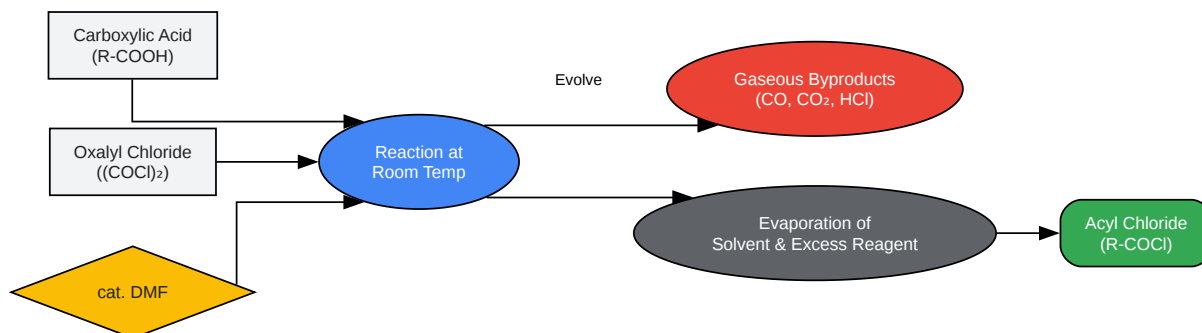 Carboxylic Acid
(R-COOH)
Evolve
Gaseous Byproducts
(CO, CO₂, HCl)
Oxalyl Chloride
((COCl)₂)
Reaction at
Room Temp
Evaporation of
Solvent & Excess Reagent
Acyl Chloride
(R-COCl)
cat. DMF